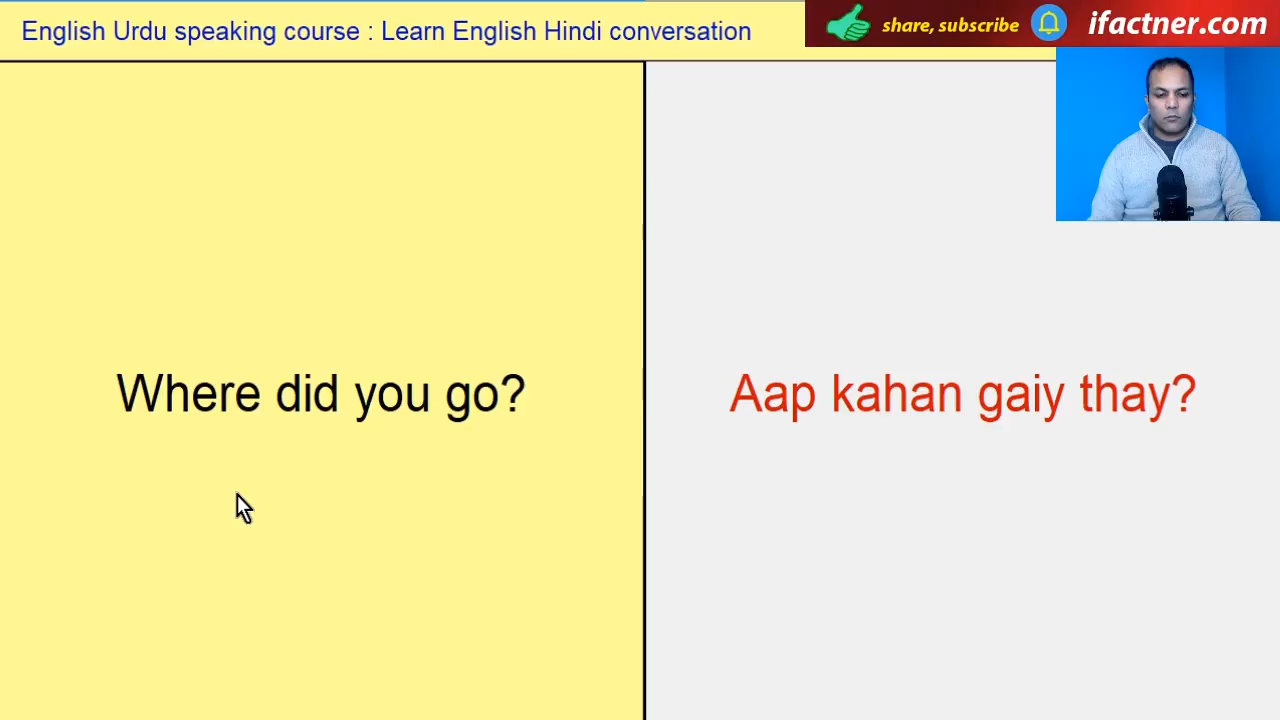 English Urdu speaking course : Learn English Hindi conversation
share, subscribe
ifactner.com
Where did you go?
Aap kahan gaiy thay?